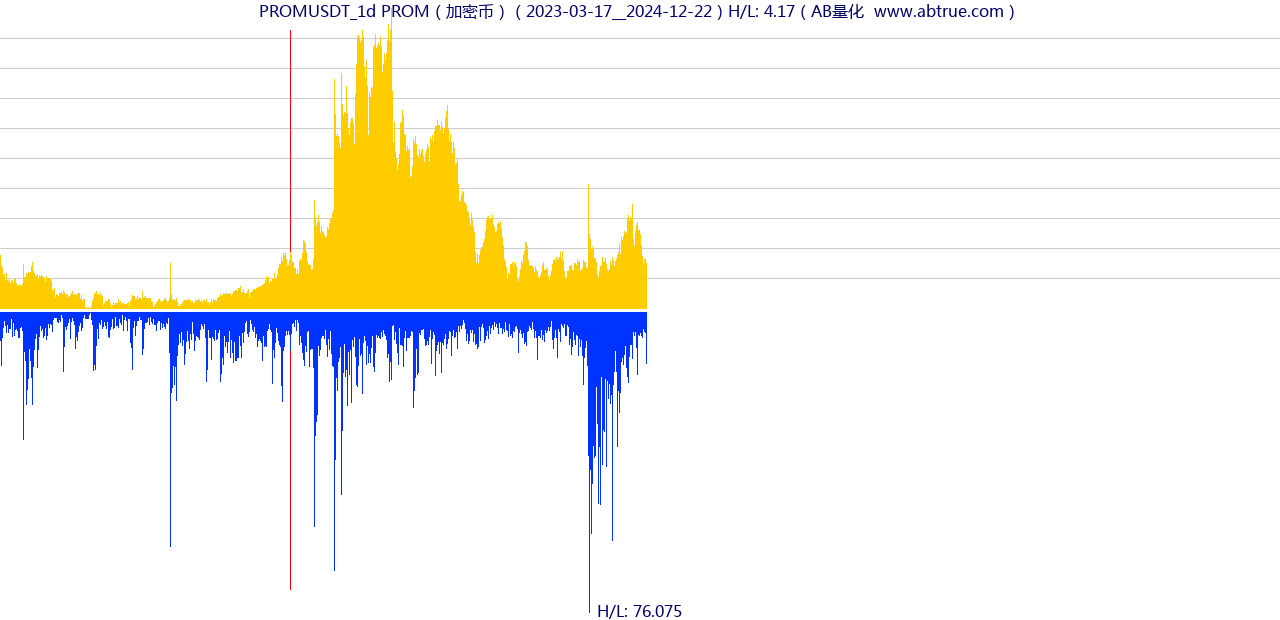 PROMUSDT_1d PROM（加密币）（2023-03-17__2024-12-22）H/L: 4.17（AB量化  www.abtrue.com）
H/L: 76.075